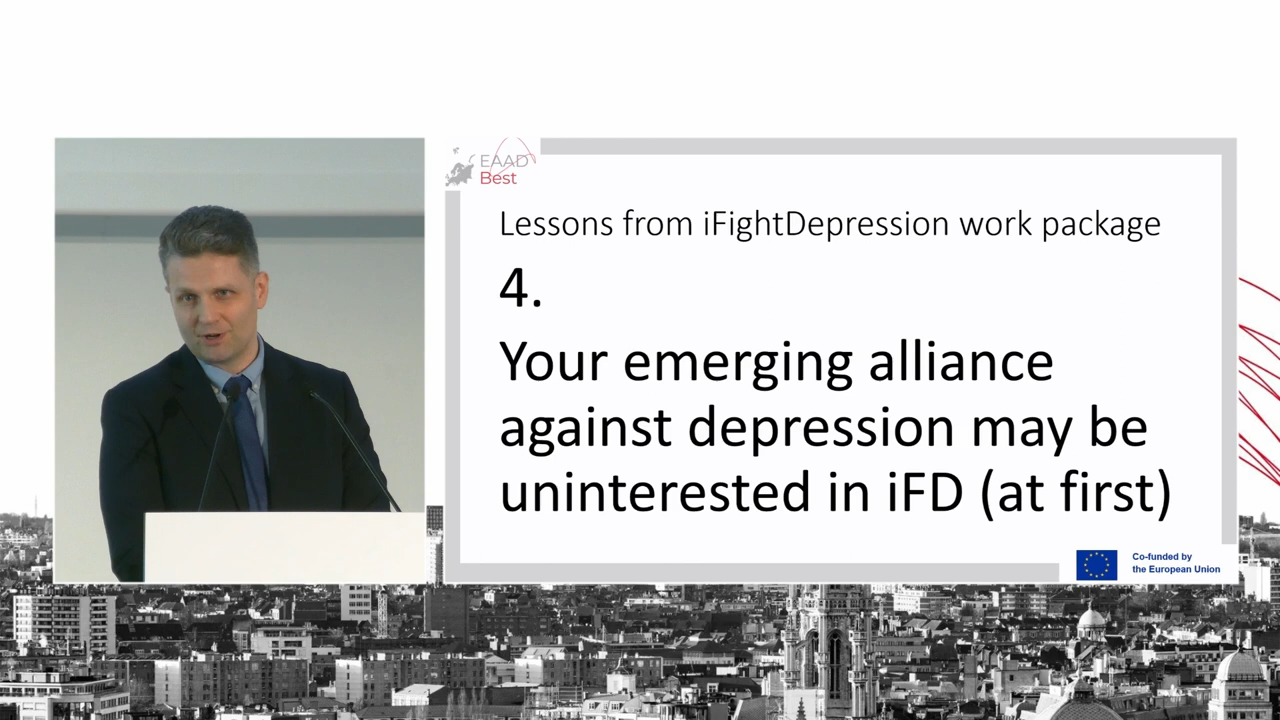 EAAD
Best
Lessons from iFightDepression work package
4.
Your emerging alliance
against depression may be
uninterested in iFD (at first)
Co-funded by
the European Union